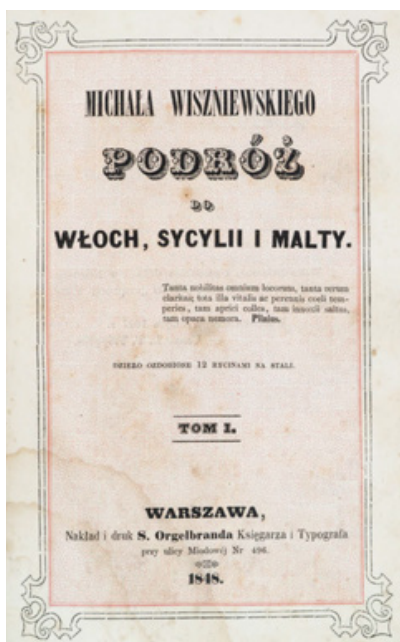 MICHAŁA WISZNIEWSKIEGO
PODRÓŻ
DO
WŁOCH, SYCYLII I MALTY.
Tanta nobilitas omnium locorum, tanta rerum
claritas; tota illa vitalis ac perennis coeli tem-
peries, tam aprici colles, tam innoxii saltus,
tam opaca nemora. Plinius.
DZIEŁO OZDOBIONE 12 RYCINAMI NA STALI.
TOM I.
WARSZAWA,
Nakład i druk S. Orgelbranda Księgarza i Typografa
przy ulicy Miodowéj Nr 496.
1848.